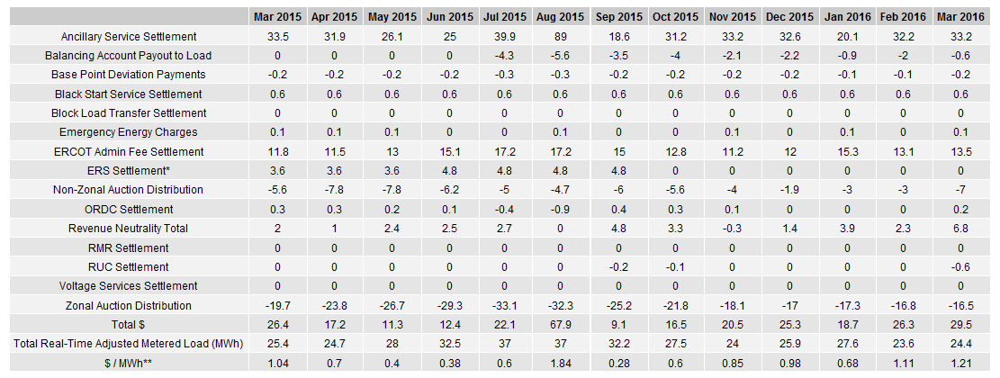 Mar 2015 Apr 2015 May 2015 Jun 2015 Jul 2015 Aug 2015 Sep 2015 Oct 2015 Nov 2015 Dec 2015 Jan 2016 Feb 2016 Mar 2016
Ancillary Service Settlement 33.5 31.9 26.1 25 39.9 89 18.6 31.2 33.2 32.6 20.1 32.2 33.2
Balancing Account Payout to Load 0 0 0 0 -4.3 -5.6 -3.5 -4 -2.1 -2.2 -0.9 -2 -0.6
Base Point Deviation Payments -0.2 -0.2 -0.2 -0.2 -0.3 -0.3 -0.2 -0.2 -0.2 -0.2 -0.1 -0.1 -0.2
Black Start Service Settlement 0.6 0.6 0.6 0.6 0.6 0.6 0.6 0.6 0.6 0.6 0.6 0.6 0.6
Block Load Transfer Settlement 0 0 0 0 0 0 0 0 0 0 0 0 0
Emergency Energy Charges 0.1 0.1 0.1 0 0 0.1 0 0 0.1 0 0.1 0 0.1
ERCOT Admin Fee Settlement 11.8 11.5 13 15.1 17.2 17.2 15 12.8 11.2 12 15.3 13.1 13.5
ERS Settlement* 3.6 3.6 3.6 4.8 4.8 4.8 4.8 0 0 0 0 0 0
Non-Zonal Auction Distribution -5.6 -7.8 -7.8 -6.2 -5 -4.7 -6 -5.6 -4 -1.9 -3 -3 -7
ORDC Settlement 0.3 0.3 0.2 0.1 -0.4 -0.9 0.4 0.3 0.1 0 0 0 0.2
Revenue Neutrality Total 2 1 2.4 2.5 2.7 0 4.8 3.3 -0.3 1.4 3.9 2.3 6.8
RMR Settlement 0 0 0 0 0 0 0 0 0 0 0 0 0
RUC Settlement 0 0 0 0 0 0 -0.2 -0.1 0 0 0 0 -0.6
Voltage Services Settlement 0 0 0 0 0 0 0 0 0 0 0 0 0
Zonal Auction Distribution -19.7 -23.8 -26.7 -29.3 -33.1 -32.3 -25.2 -21.8 -18.1 -17 -17.3 -16.8 -16.5
Total $ 26.4 17.2 11.3 12.4 22.1 67.9 9.1 16.5 20.5 25.3 18.7 26.3 29.5
Total Real-Time Adjusted Metered Load (MWh) 25.4 24.7 28 32.5 37 37 32.2 27.5 24 25.9 27.6 23.6 24.4
$ / MWh** 1.04 0.7 0.4 0.38 0.6 1.84 0.28 0.6 0.85 0.98 0.68 1.11 1.21